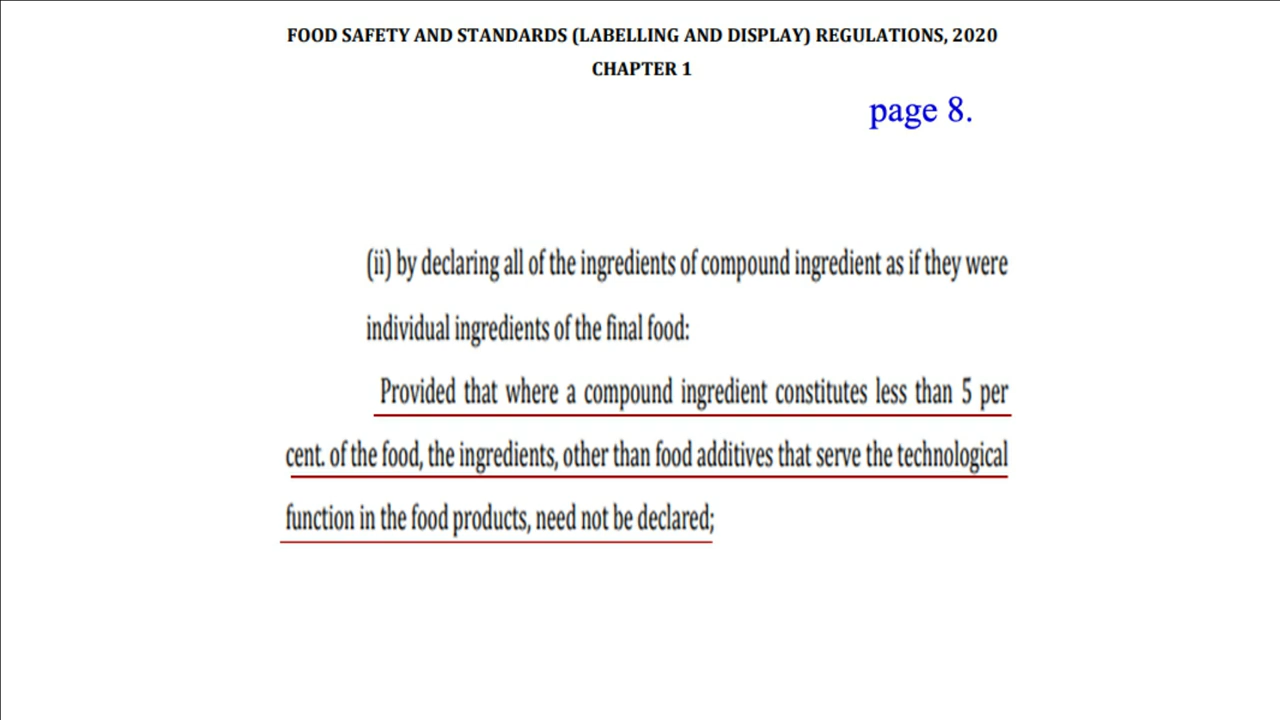 FOOD SAFETY AND STANDARDS (LABELLING AND DISPLAY) REGULATIONS, 2020
CHAPTER 1
page 8.
(ii) by declaring all of the ingredients of compound ingredient as if they were
individual ingredients of the final food:
Provided that where a compound ingredient constitutes less than 5 per
cent. of the food, the ingredients, other than food additives that serve the technological
function in the food products, need not be declared;